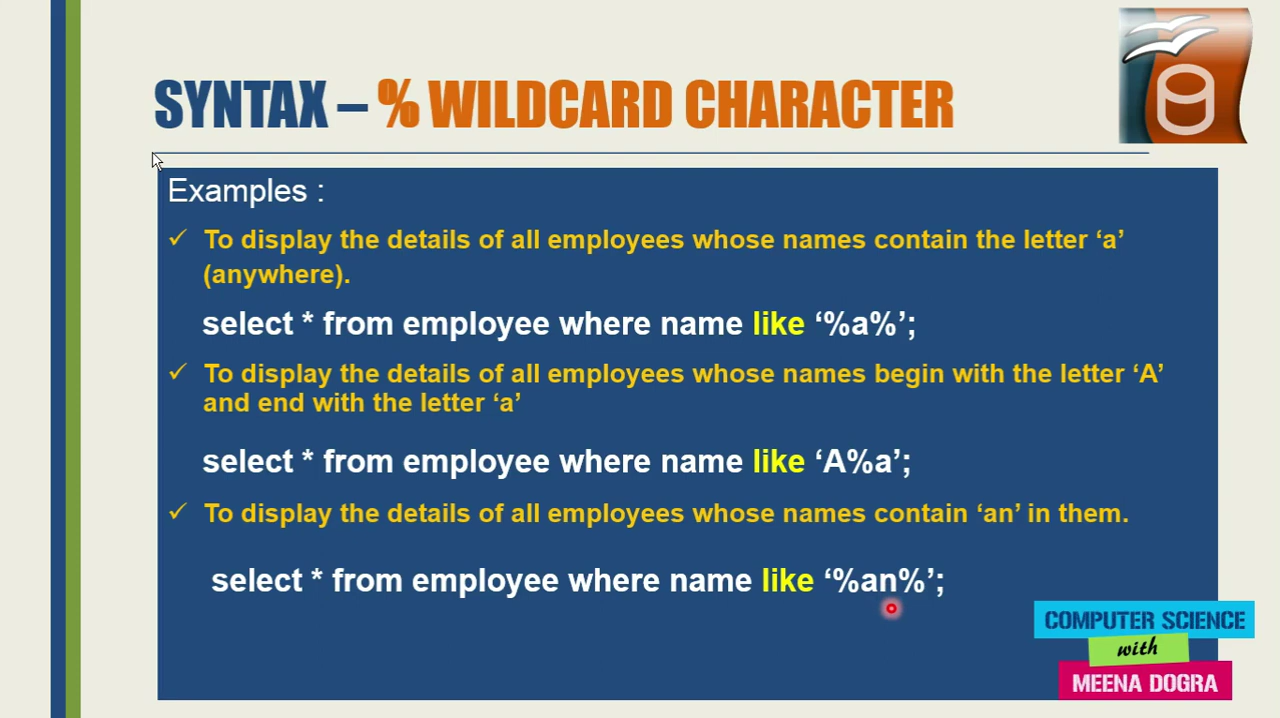 SYNTAX – % WILDCARD CHARACTER
Examples :
✓ To display the details of all employees whose names contain the letter ‘a’
(anywhere).
select * from employee where name like ‘%a%’;
✓ To display the details of all employees whose names begin with the letter ‘A’
and end with the letter ‘a’
select * from employee where name like ‘A%a’;
✓ To display the details of all employees whose names contain ‘an’ in them.
select * from employee where name like ‘%an%’;
COMPUTER SCIENCE
with
MEENA DOGRA